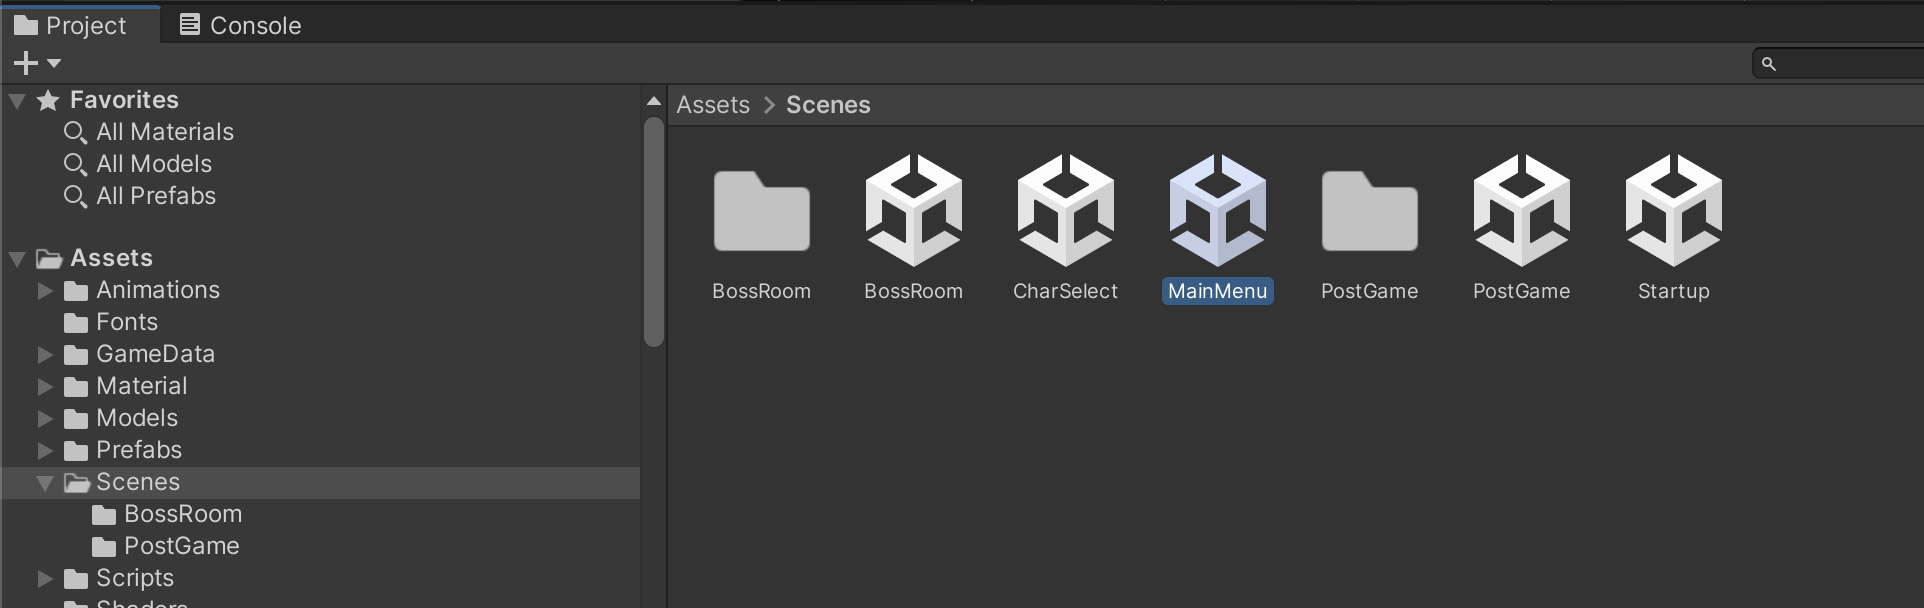 Project
Console
Favorites
All Materials
All Models
All Prefabs
Assets
Animations
Fonts
GameData
Material
Models
Prefabs
Scenes
BossRoom
PostGame
Scripts
Shaders
Assets > Scenes
BossRoom BossRoom CharSelect MainMenu PostGame PostGame Startup